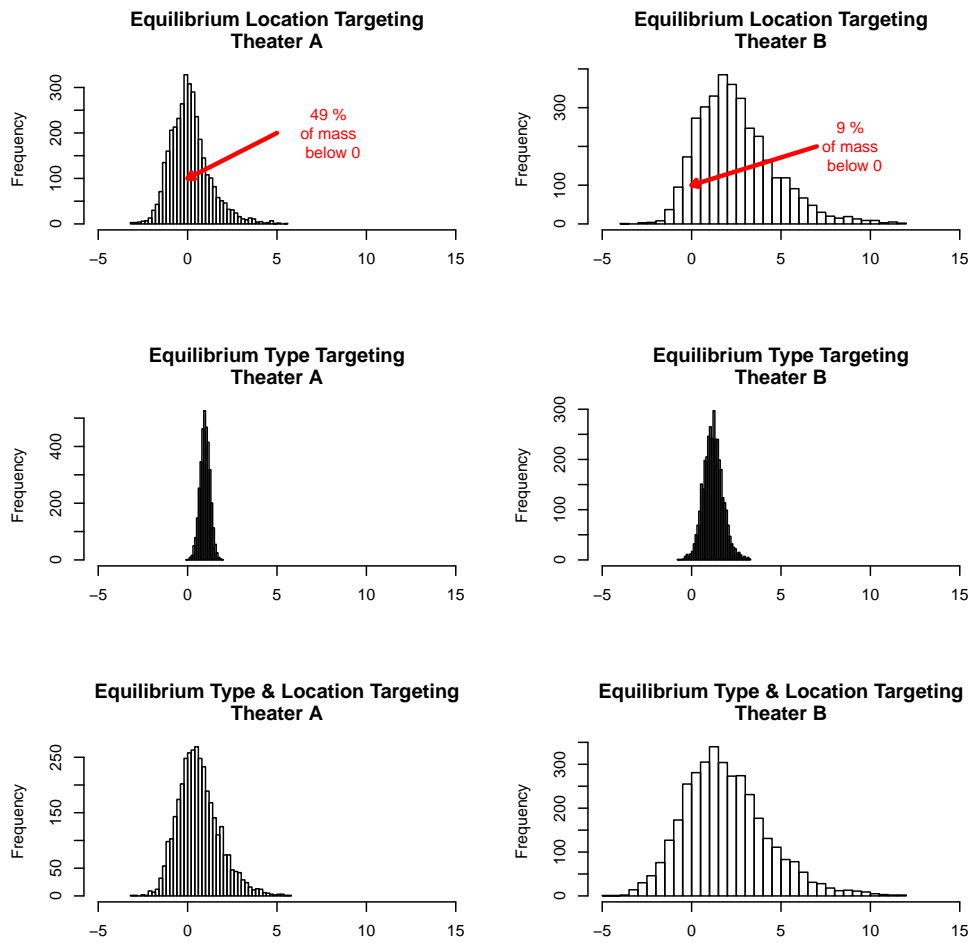 Equilibrium Location Targeting
Theater A
Frequency
0
100
200
300
49 %
of mass
below 0
−5
0
5
10
15
Equilibrium Location Targeting
Theater B
Frequency
0
100
300
9 %
of mass
below 0
−5
0
5
10
15
Equilibrium Type Targeting
Theater A
Frequency
0
200
400
−5
0
5
10
15
Equilibrium Type Targeting
Theater B
Frequency
0
100
200
300
−5
0
5
10
15
Equilibrium Type & Location Targeting
Theater A
Frequency
0
50
150
250
−5
0
5
10
15
Equilibrium Type & Location Targeting
Theater B
Frequency
0
100
200
300
−5
0
5
10
15